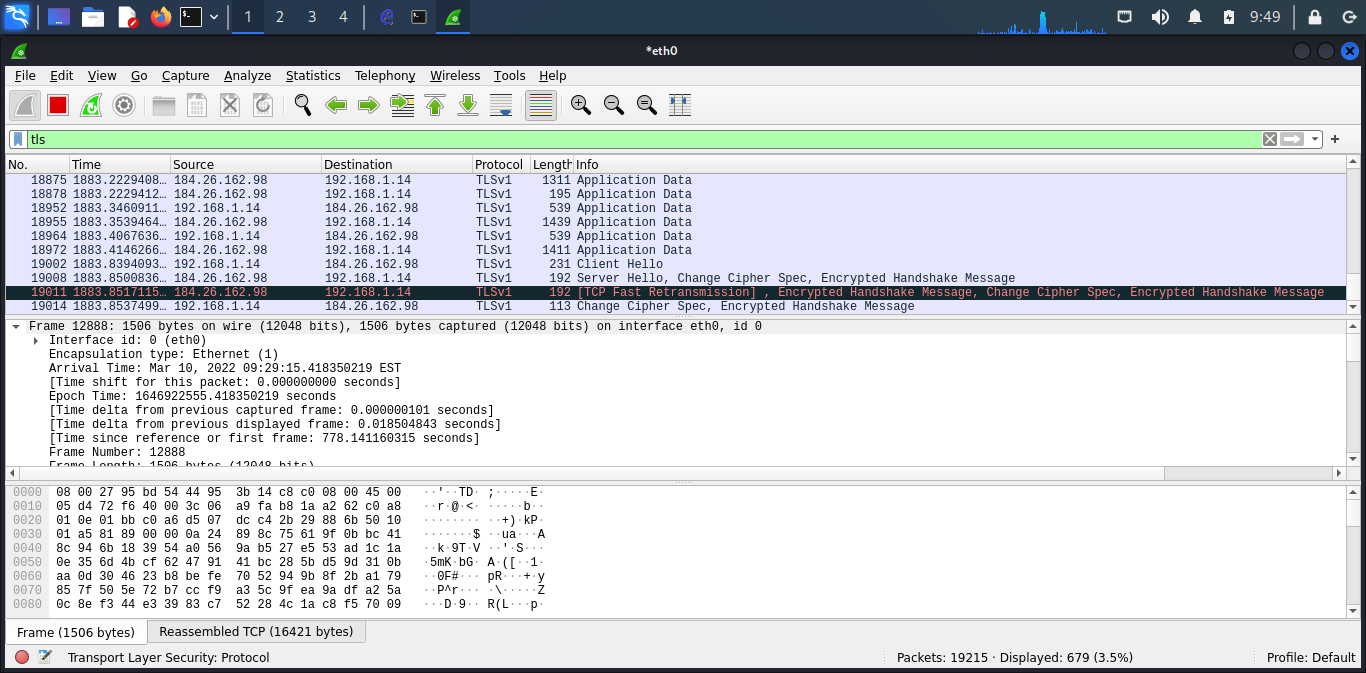 1 2 3 4 9:49
*eth0
File Edit View Go Capture Analyze Statistics Telephony Wireless Tools Help
tls
No. Time Source Destination Protocol Length Info
18875 1883.2229408… 184.26.162.98 192.168.1.14 TLSv1 1311 Application Data
18878 1883.2229412… 184.26.162.98 192.168.1.14 TLSv1 195 Application Data
18952 1883.3460911… 192.168.1.14 184.26.162.98 TLSv1 539 Application Data
18955 1883.3539464… 184.26.162.98 192.168.1.14 TLSv1 1439 Application Data
18964 1883.4067636… 192.168.1.14 184.26.162.98 TLSv1 539 Application Data
18972 1883.4146266… 184.26.162.98 192.168.1.14 TLSv1 1411 Application Data
19002 1883.8394093… 192.168.1.14 184.26.162.98 TLSv1 231 Client Hello
19008 1883.8500836… 184.26.162.98 192.168.1.14 TLSv1 192 Server Hello, Change Cipher Spec, Encrypted Handshake Message
19011 1883.8517115… 184.26.162.98 192.168.1.14 TLSv1 192 [TCP Fast Retransmission] , Encrypted Handshake Message, Change Cipher Spec, Encrypted Handshake Message
19014 1883.8537499… 192.168.1.14 184.26.162.98 TLSv1 113 Change Cipher Spec, Encrypted Handshake Message
Frame 12888: 1506 bytes on wire (12048 bits), 1506 bytes captured (12048 bits) on interface eth0, id 0
Interface id: 0 (eth0)
Encapsulation type: Ethernet (1)
Arrival Time: Mar 10, 2022 09:29:15.418350219 EST
[Time shift for this packet: 0.000000000 seconds]
Epoch Time: 1646922555.418350219 seconds
[Time delta from previous captured frame: 0.000000101 seconds]
[Time delta from previous displayed frame: 0.018504843 seconds]
[Time since reference or first frame: 778.141160315 seconds]
Frame Number: 12888
Frame Length: 1506 bytes (12048 bits)
0000 08 00 27 95 bd 54 44 95 3b 14 c8 c0 08 00 45 00 ··'··TD· ;·····E·
0010 05 d4 72 f6 40 00 3c 06 a9 fa b8 1a a2 62 c0 a8 ··r·@·<· ·····b··
0020 01 0e 01 bb c0 a6 d5 07 dc c4 2b 29 88 6b 50 10 ········ ··+)·kP·
0030 01 a5 81 89 00 00 0a 24 89 8c 75 61 9f 0b bc 41 ·······$ ··ua···A
0040 8c 94 6b 18 39 54 a0 56 9a b5 27 e5 53 ad 1c 1a ··k·9T·V ··'·S···
0050 0e 35 6d 4b cf 62 47 91 41 bc 28 5b d5 9d 31 0b ·5mK·bG· A·([··1·
0060 aa 0d 30 46 23 b8 be fe 70 52 94 9b 8f 2b a1 79 ··0F#··· pR···+·y
0070 85 7f 50 5e 72 b7 cc f9 a3 5c 9f ea 9a df a2 5a ··P^r··· ·\·····Z
0080 0c 8e f3 44 e3 39 83 c7 52 28 4c 1a c8 f5 70 09 ···D·9·· R(L···p·
Frame (1506 bytes) Reassembled TCP (16421 bytes)
Transport Layer Security: Protocol Packets: 19215 · Displayed: 679 (3.5%) Profile: Default